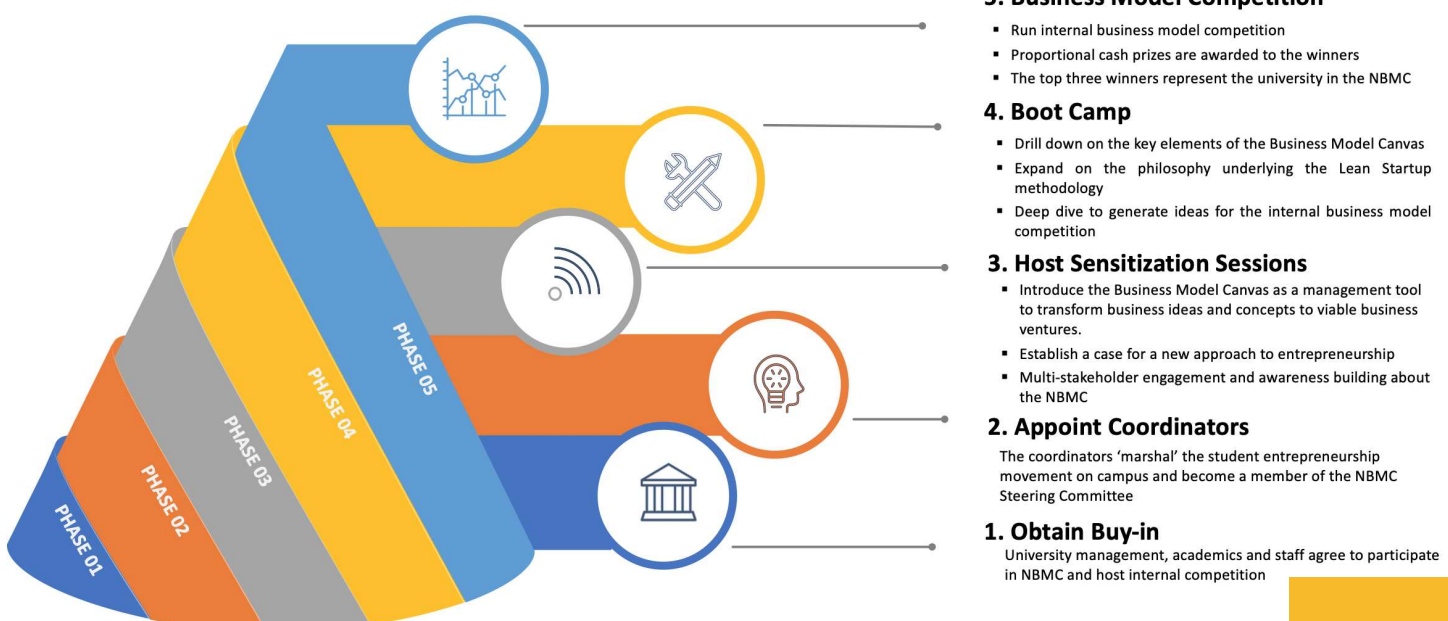 5. Business Model Competition
▪ Run internal business model competition
▪ Proportional cash prizes are awarded to the winners
▪ The top three winners represent the university in the NBMC
4. Boot Camp
▪ Drill down on the key elements of the Business Model Canvas
▪ Expand on the philosophy underlying the Lean Startup
methodology
▪ Deep dive to generate ideas for the internal business model
competition
3. Host Sensitization Sessions
▪ Introduce the Business Model Canvas as a management tool
to transform business ideas and concepts to viable business
ventures.
▪ Establish a case for a new approach to entrepreneurship
▪ Multi-stakeholder engagement and awareness building about
the NBMC
2. Appoint Coordinators
The coordinators ‘marshal’ the student entrepreneurship
movement on campus and become a member of the NBMC
Steering Committee
1. Obtain Buy-in
University management, academics and staff agree to participate
in NBMC and host internal competition
PHASE 01
PHASE 02
PHASE 03
PHASE 04
PHASE 05